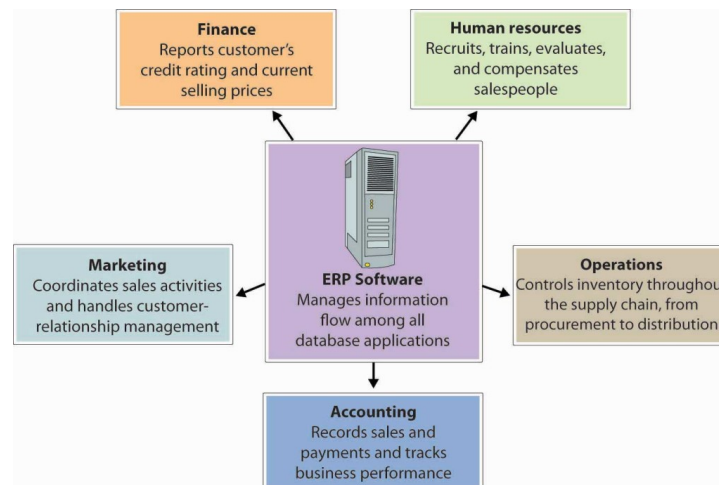 Finance
Reports customer's
credit rating and current
selling prices
Human resources
Recruits, trains, evaluates,
and compensates
salespeople
Marketing
Coordinates sales activities
and handles customer-
relationship management
ERP Software
Manages information
flow among all
database applications
Operations
Controls inventory throughou
the supply chain, from
procurement to distribution
Accounting
Records sales and
payments and tracks
business performance